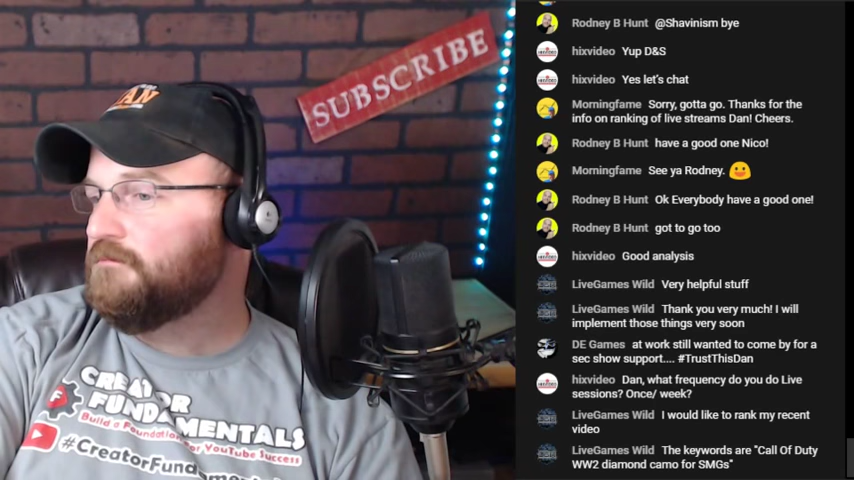 SUBSCRIBE
CREATOR
FUNDAMENTALS
Build a Foundation For YouTube Success
Rodney B Hunt @Shavinism bye
hixvideo Yup D&S
hixvideo Yes let's chat
Morningfame Sorry, gotta go. Thanks for the
info on ranking of live streams Dan! Cheers.
Rodney B Hunt have a good one Nico!
Morningfame See ya Rodney.
Rodney B Hunt Ok Everybody have a good one!
Rodney B Hunt got to go too
hixvideo Good analysis
LiveGames Wild Very helpful stuff
LiveGames Wild Thank you very much! I will
implement those things very soon
DE Games at work still wanted to come by for a
sec show support.... #TrustThisDan
hixvideo Dan, what frequency do you do Live
sessions? Once/ week?
LiveGames Wild I would like to rank my recent
video
LiveGames Wild The keywords are "Call Of Duty
WW2 diamond camo for SMGs"